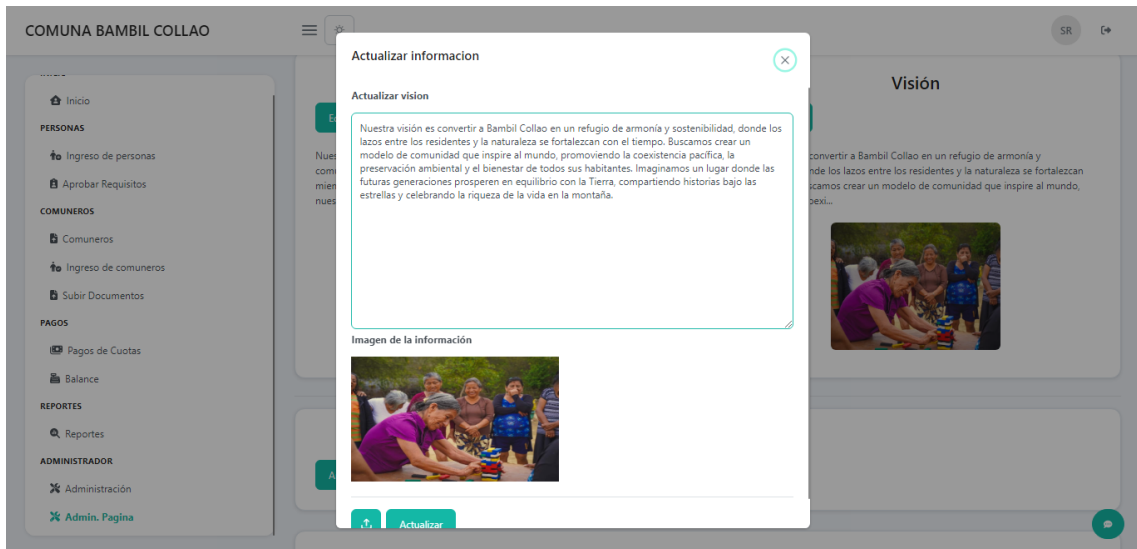 COMUNA BAMBIL COLLAO
SR
Inicio
PERSONAS
Ingreso de personas
Aprobar Requisitos
COMUNEROS
Comuneros
Ingreso de comuneros
Subir Documentos
PAGOS
Pagos de Cuotas
Balance
REPORTES
Reportes
ADMINISTRADOR
Administración
Admin. Pagina
Actualizar informacion
Actualizar vision
Nuestra visión es convertir a Bambil Collao en un refugio de armonía y sostenibilidad, donde los
lazos entre los residentes y la naturaleza se fortalezcan con el tiempo. Buscamos crear un
modelo de comunidad que inspire al mundo, promoviendo la coexistencia pacífica, la
preservación ambiental y el bienestar de todos sus habitantes. Imaginamos un lugar donde las
futuras generaciones prosperen en equilibrio con la Tierra, compartiendo historias bajo las
estrellas y celebrando la riqueza de la vida en la montaña.
Imagen de la información
Actualizar
Visión
convertir a Bambil Collao en un refugio de armonía y
los lazos entre los residentes y la naturaleza se fortalezcan
crear un modelo de comunidad que inspire al mundo,